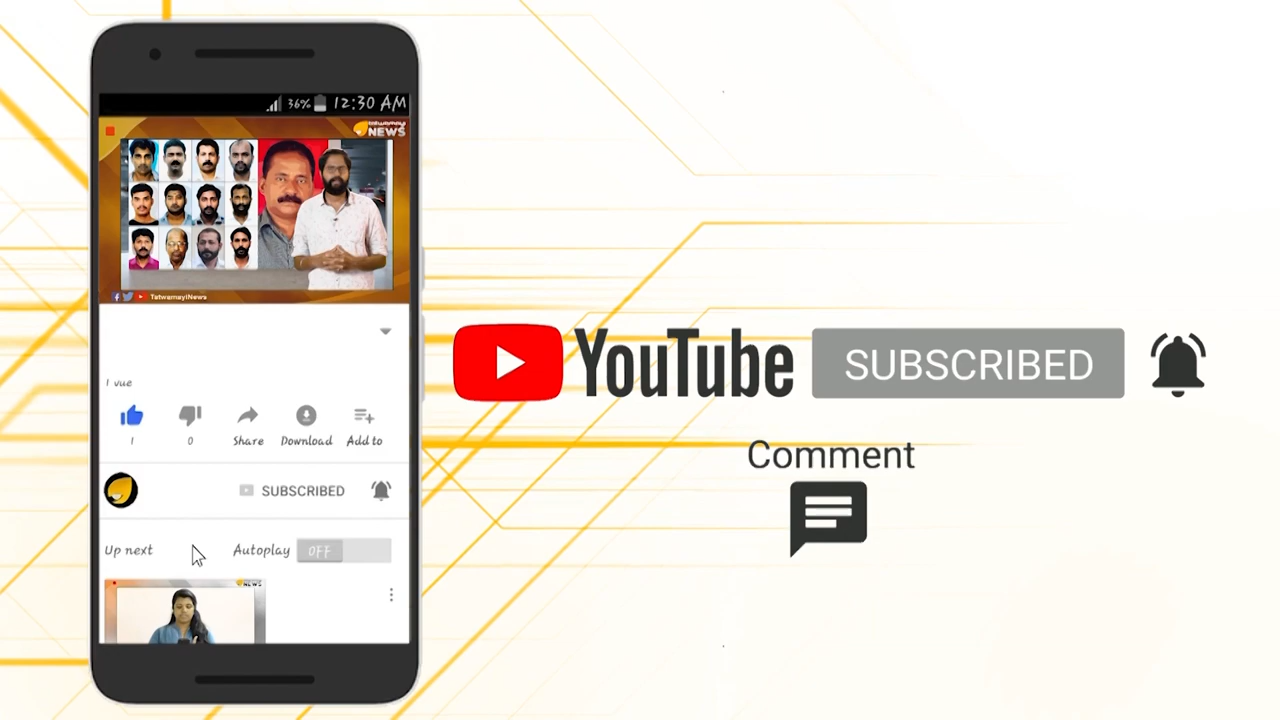 36% 12:30 AM
tatwamayi
NEWS
TatwamayiNews
1 vue
1 0 Share Download Add to
SUBSCRIBED
Up next Autoplay OFF
NEWS
YouTube SUBSCRIBED
Comment